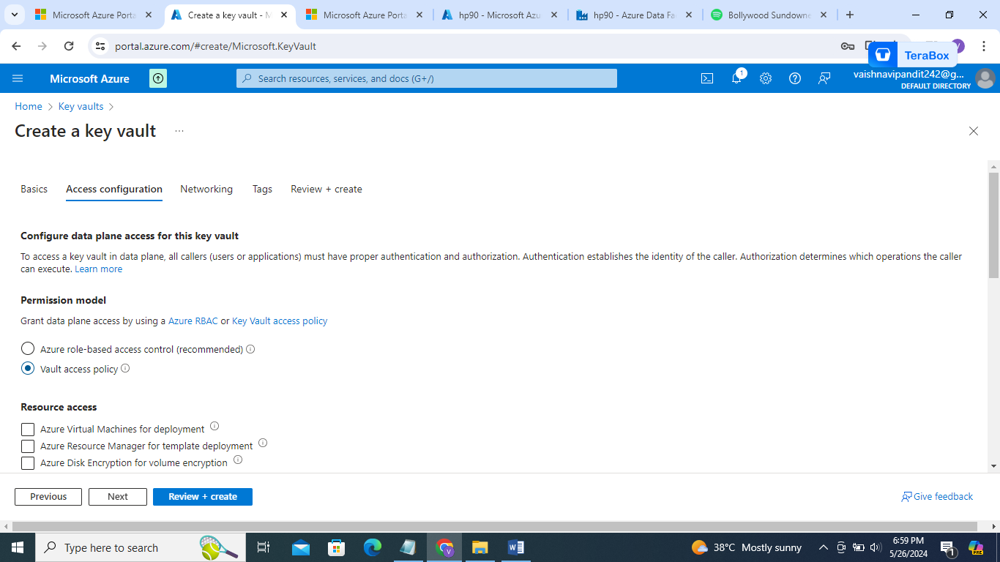 Microsoft Azure Porta
Create a key vault - M
Microsoft Azure Porta
hp90 - Microsoft Azu
hp90 - Azure Data Fa
Bollywood Sundowne
portal.azure.com/#create/Microsoft.KeyVault
TeraBox
Microsoft Azure
Search resources, services, and docs (G+/)
1
vaishnavipandit242@g...
DEFAULT DIRECTORY
Home > Key vaults >
Create a key vault ...
Basics
Access configuration
Networking
Tags
Review + create
Configure data plane access for this key vault
To access a key vault in data plane, all callers (users or applications) must have proper authentication and authorization. Authentication establishes the identity of the caller. Authorization determines which operations the caller
can execute. Learn more
Permission model
Grant data plane access by using a Azure RBAC or Key Vault access policy
Azure role-based access control (recommended)
Vault access policy
Resource access
Azure Virtual Machines for deployment
Azure Resource Manager for template deployment
Azure Disk Encryption for volume encryption
Previous
Next
Review + create
Give feedback
Type here to search
38°C Mostly sunny
6:59 PM
5/26/2024
1
PRE